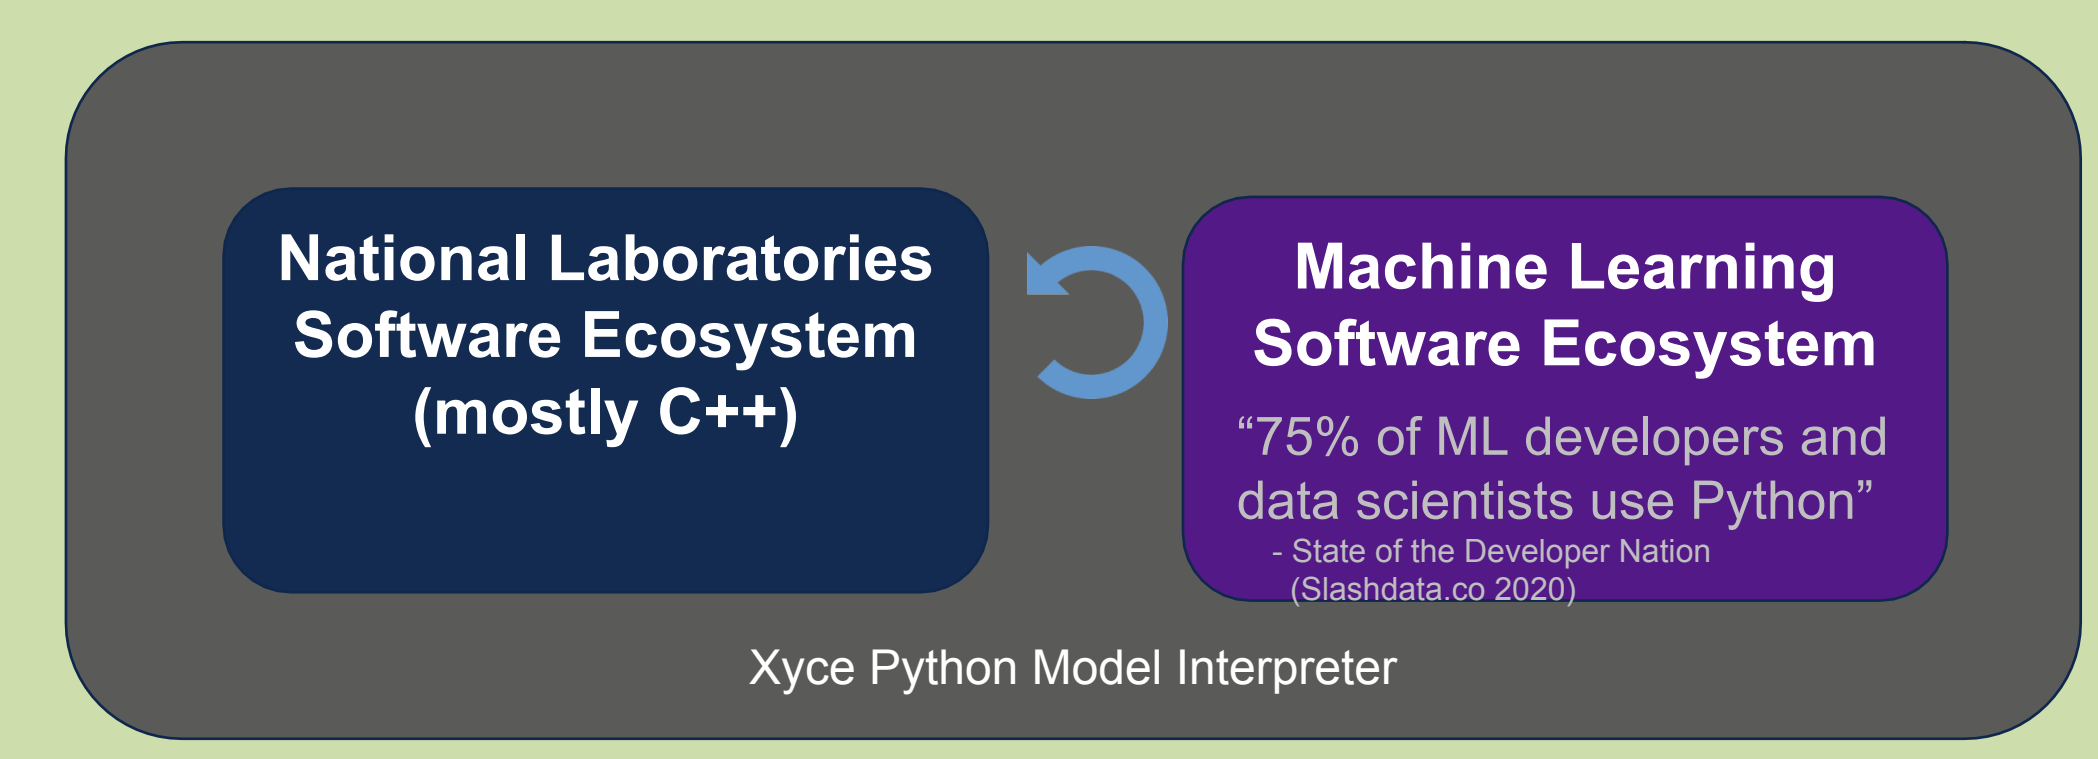 National Laboratories
Software Ecosystem
(mostly C++)
Machine Learning
Software Ecosystem
“75% of ML developers and
data scientists use Python”
- State of the Developer Nation
(Slashdata.co 2020)
Xyce Python Model Interpreter